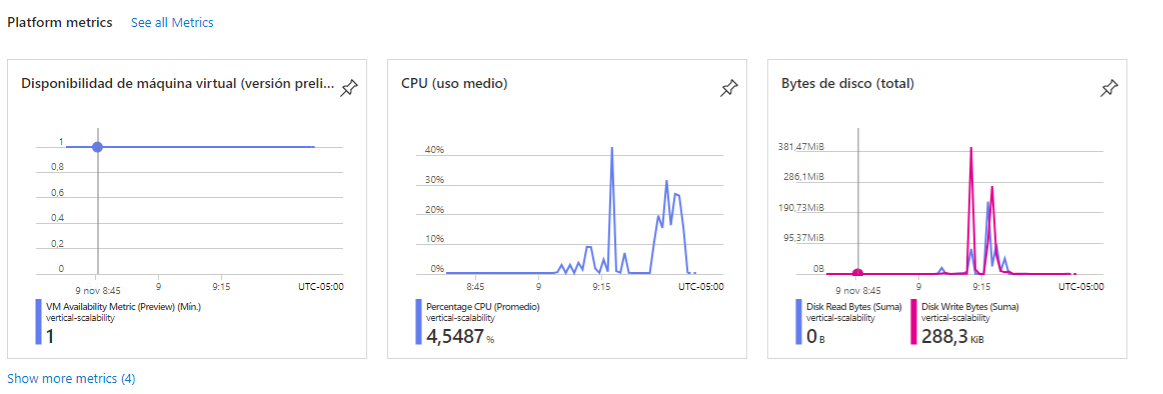 Platform metrics See all Metrics
Disponibilidad de máquina virtual (versión preli...
1
0,8
0,6
0,4
0,2
0
9 nov 8:45 9 9:15 UTC-05:00
VM Availability Metric (Preview) (Mín.)
vertical-scalability
1
CPU (uso medio)
40%
30%
20%
10%
0%
8:45 9 9:15 UTC-05:00
Percentage CPU (Promedio)
vertical-scalability
4,5487 %
Bytes de disco (total)
381,47MiB
286,1MiB
190,73MiB
95,37MiB
0B
9 nov 8:45 9 9:15 UTC-05:00
Disk Read Bytes (Suma)
vertical-scalability
0 B
Disk Write Bytes (Suma)
vertical-scalability
288,3 KiB
Show more metrics (4)